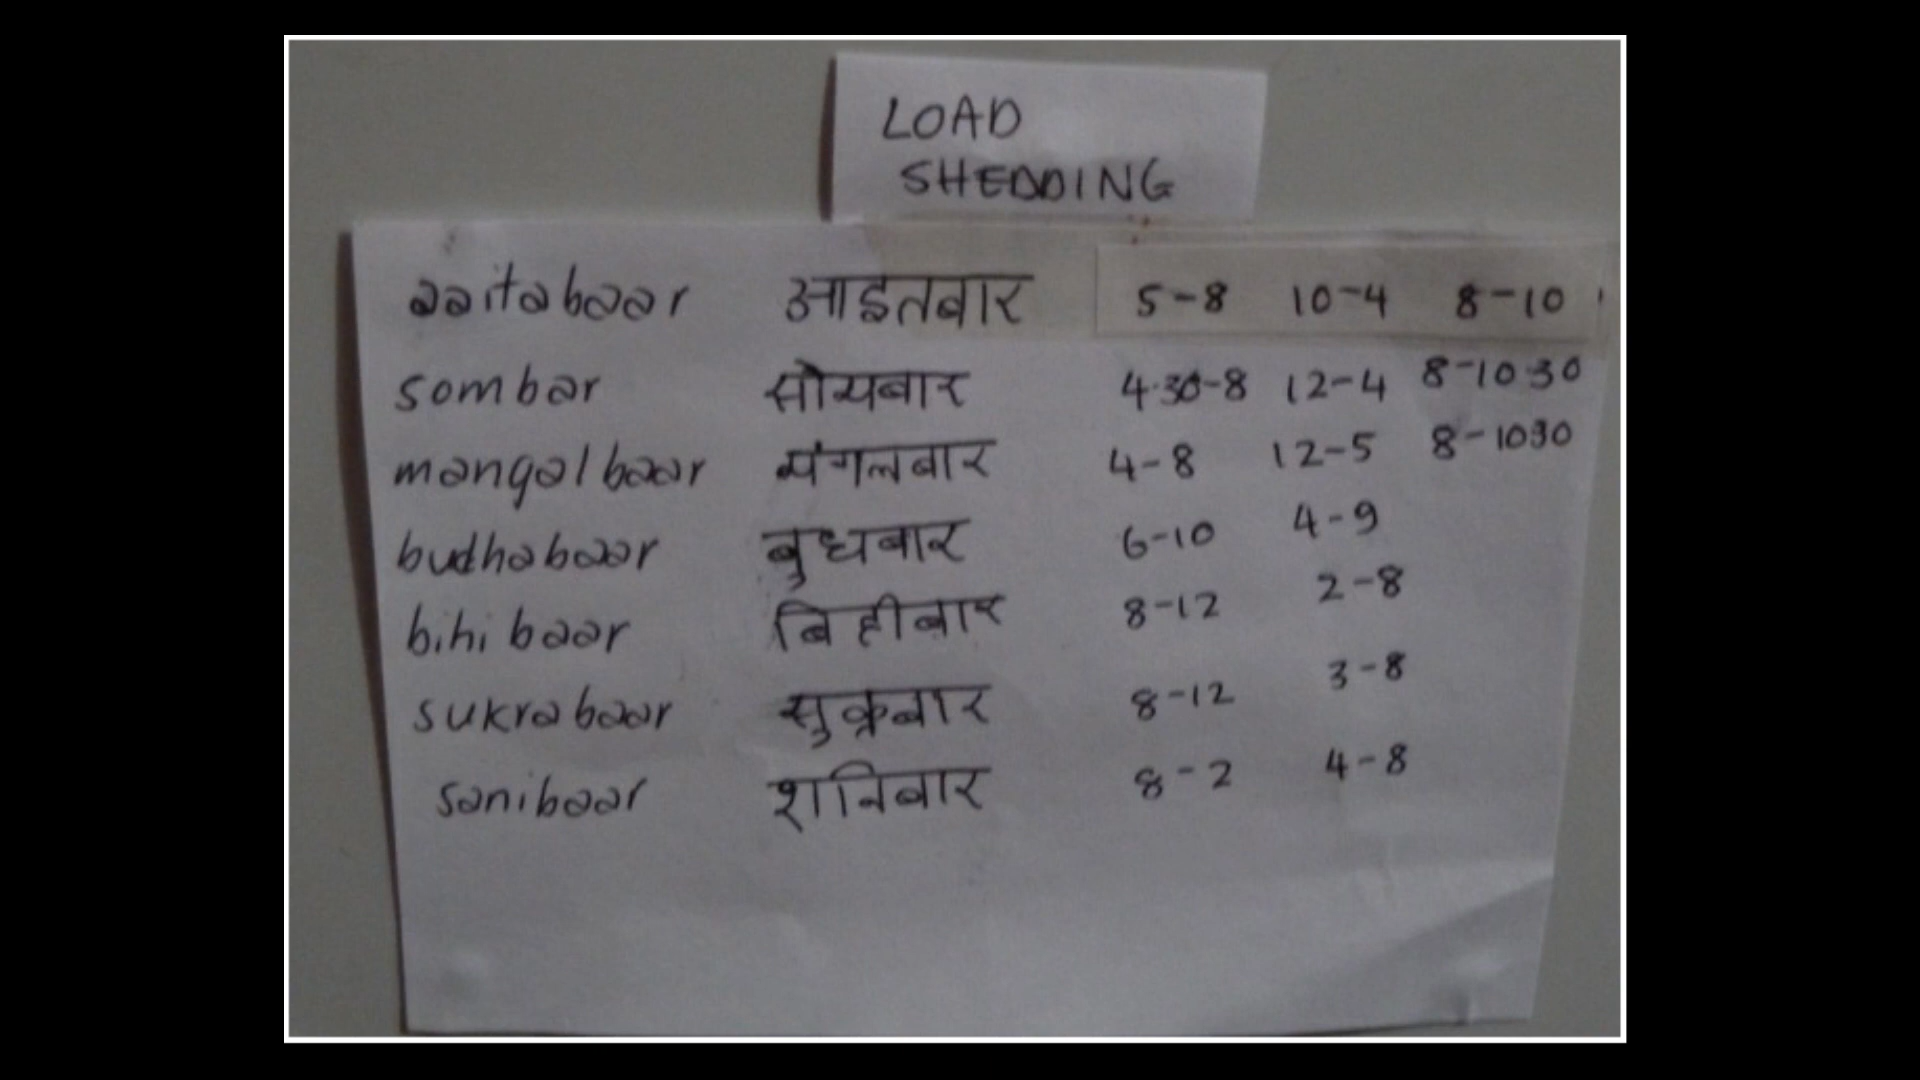 LOAD
SHEDDING
aaitabaar आइतबार 5-8 10-4 8-10
sombar सोमबार 4.30-8 12-4 8-10 30
mangalbaar मंगलबार 4-8 12-5 8-1030
budhabaar बुधबार 6-10 4-9
bihibaar बिहीबार 8-12 2-8
sukrabaar सुक्रबार 8-12 3-8
sanibaar शनिबार 8-2 4-8